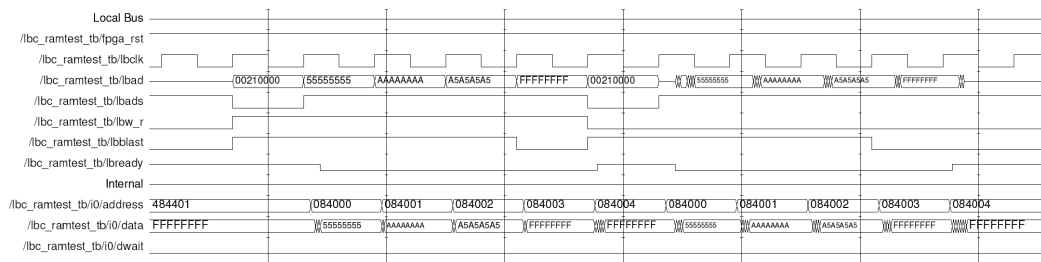 Local Bus
/lbc_ramtest_tb/fpga_rst
/lbc_ramtest_tb/lbclk
/lbc_ramtest_tb/lbad 00210000 55555555 AAAAAAAA A5A5A5A5 FFFFFFFF 00210000 55555555 AAAAAAAA A5A5A5A5 FFFFFFFF
/lbc_ramtest_tb/lbads
/lbc_ramtest_tb/lbw_r
/lbc_ramtest_tb/lbblast
/lbc_ramtest_tb/lbready
Internal
/lbc_ramtest_tb/i0/address 484401 084000 084001 084002 084003 084004 084000 084001 084002 084003 084004
/lbc_ramtest_tb/i0/data FFFFFFFF 55555555 AAAAAAAA A5A5A5A5 FFFFFFFF FFFFFFFF 55555555 AAAAAAAA A5A5A5A5 FFFFFFFF FFFFFFFF
/lbc_ramtest_tb/i0/dwait